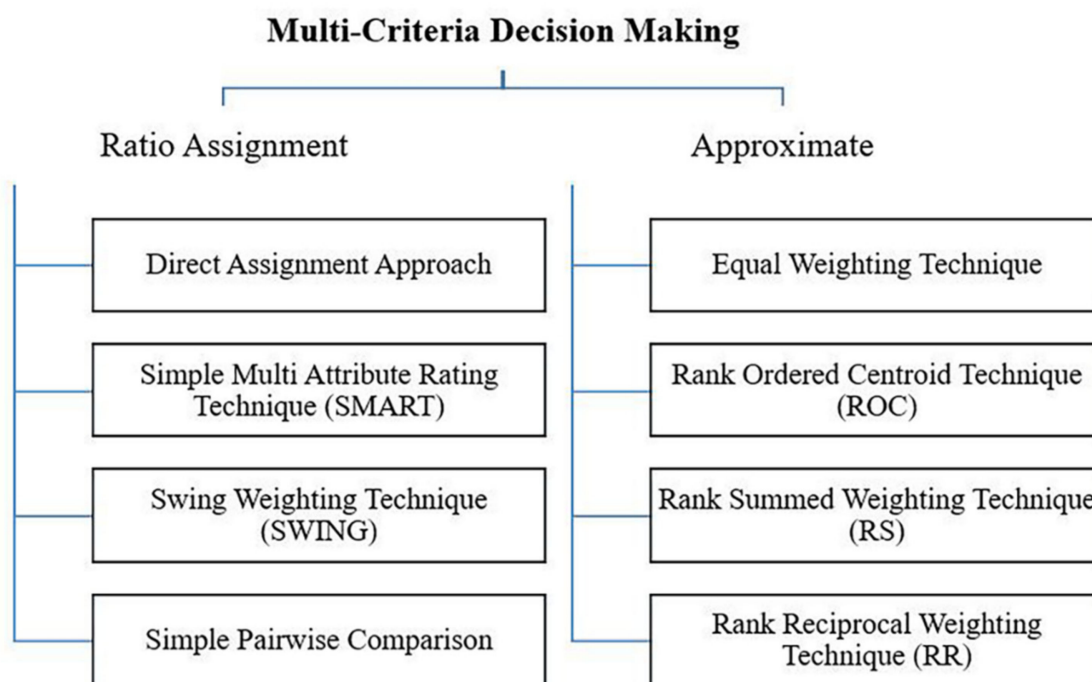 Multi-Criteria Decision Making
Ratio Assignment
Direct Assignment Approach
Simple Multi Attribute Rating
Technique (SMART)
Swing Weighting Technique
(SWING)
Simple Pairwise Comparison
Approximate
Equal Weighting Technique
Rank Ordered Centroid Technique
(ROC)
Rank Summed Weighting Technique
(RS)
Rank Reciprocal Weighting
Technique (RR)